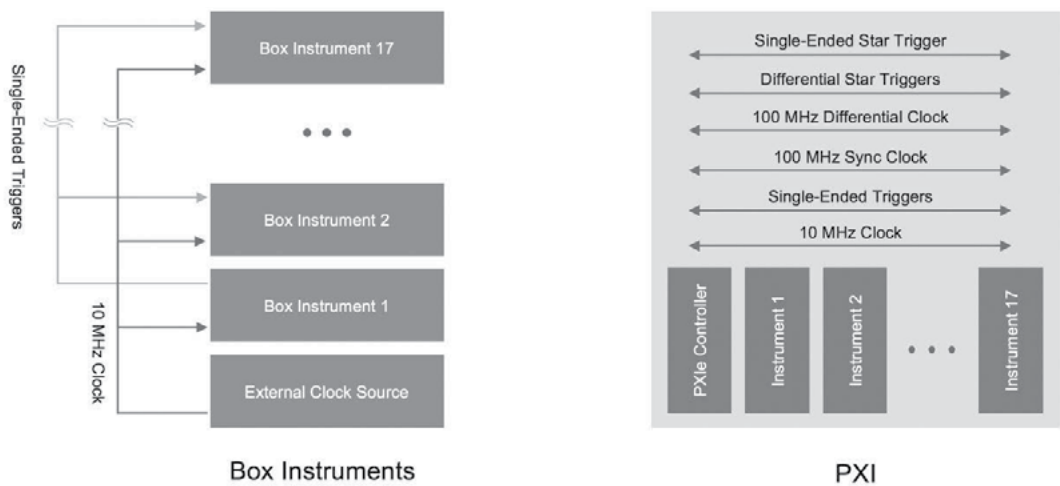 Single-Ended Triggers
10 MHz Clock
Box Instrument 17
Box Instrument 2
Box Instrument 1
External Clock Source
Box Instruments
Single-Ended Star Trigger
Differential Star Triggers
100 MHz Differential Clock
100 MHz Sync Clock
Single-Ended Triggers
10 MHz Clock
PXIe Controller
Instrument 1
Instrument 2
Instrument 17
PXI